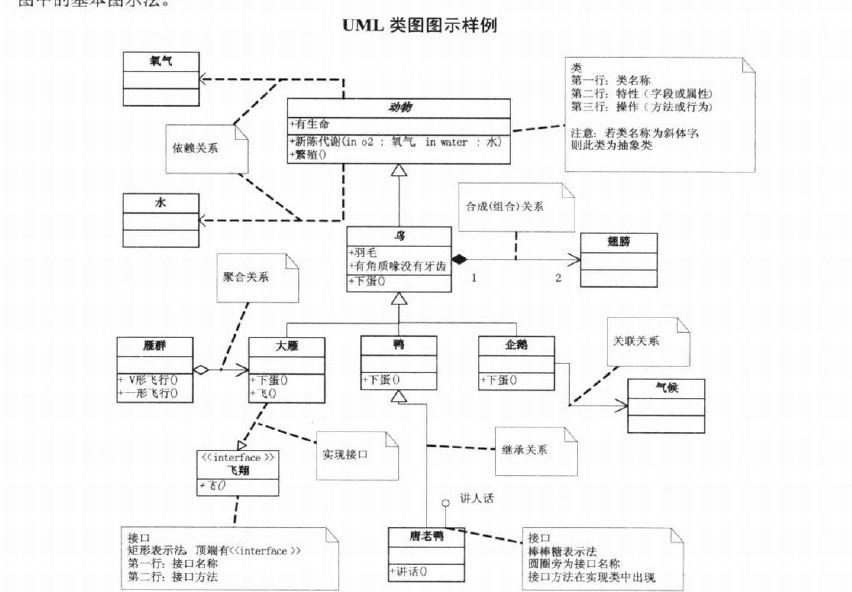 图中的基本图示法。
UML 类图图示样例
氧气
动物
+有生命
+新陈代谢(in o2 : 氧气, in water : 水)
+繁殖()
类
第一行: 类名称
第二行: 特性 (字段或属性)
第三行: 操作 (方法或行为)
注意: 若类名称为斜体字,
则此类为抽象类
依赖关系
水
合成(组合)关系
鸟
+羽毛
+有角质喙没有牙齿
+下蛋()
1
2
翅膀
聚合关系
雁群
+ V形飞行()
+一形飞行()
大雁
+下蛋()
+飞()
鸭
+下蛋()
企鹅
+下蛋()
关联关系
气候
<<interface >>
飞翔
+飞()
实现接口
继承关系
讲人话
唐老鸭
+讲话()
接口
矩形表示法, 顶端有<<interface >>
第一行: 接口名称
第二行: 接口方法
接口
棒棒糖表示法
圆圈旁为接口名称
接口方法在实现类中出现